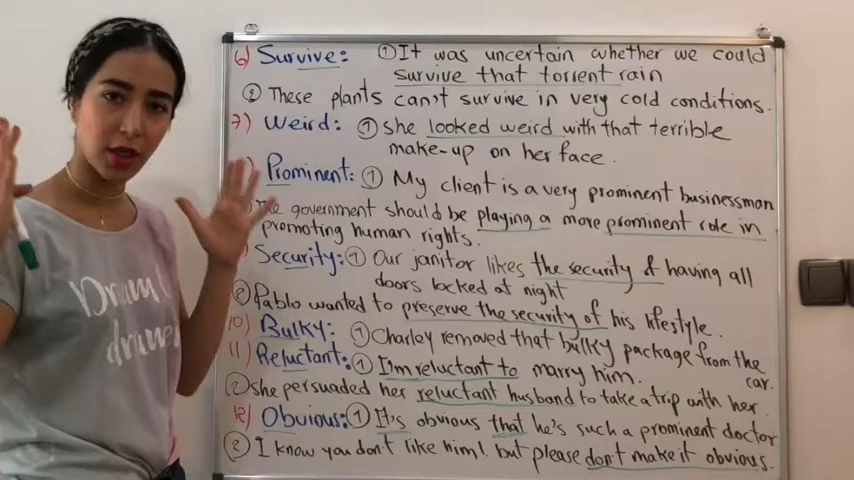 6) Survive: ① It was uncertain whether we could
survive that torrent rain
② These plants can't survive in very cold conditions.
7) Weird: ① she looked weird with that terrible
make-up on her face.
) Prominent: ① My client is a very prominent businessman
government should be playing a more prominent role in
promoting human rights.
) Security: ① Our janitor likes the security of having all
doors locked at night
② Pablo wanted to preserve the security of his lifestyle.
10) Bulky: ① Charley removed that bulky package from the
car.
11) Reluctant: ① I'm reluctant to marry him.
② she persuaded her reluctant husband to take a trip with her.
12) Obvious: ① It's obvious that he's such a prominent doctor
② I know you don't like him! but please don't make it obvious.
Dream